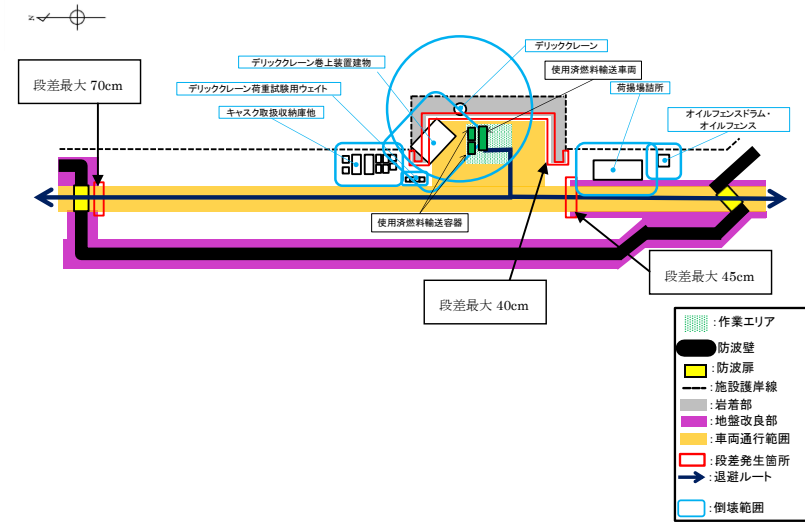 N
デリッククレーン
デリッククレーン巻上装置建物
使用済燃料輸送車両
段差最大 70cm
デリッククレーン荷重試験用ウェイト
荷揚場詰所
キャスク取扱収納庫他
オイルフェンスドラム・
オイルフェンス
使用済燃料輸送容器
段差最大 45cm
段差最大 40cm
:作業エリア
:防波壁
:防波扉
:施設護岸線
:岩着部
:地盤改良部
:車両通行範囲
:段差発生箇所
:退避ルート
:倒壊範囲